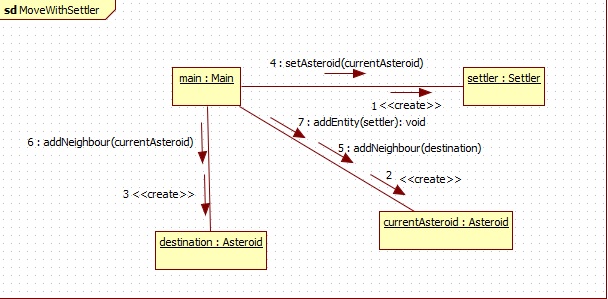 sd MoveWithSettler
4 : setAsteroid(currentAsteroid)
main : Main
settler : Settler
1 <<create>>
7 : addEntity(settler): void
6 : addNeighbour(currentAsteroid)
5 : addNeighbour(destination)
2 <<create>>
3 <<create>>
currentAsteroid : Asteroid
destination : Asteroid